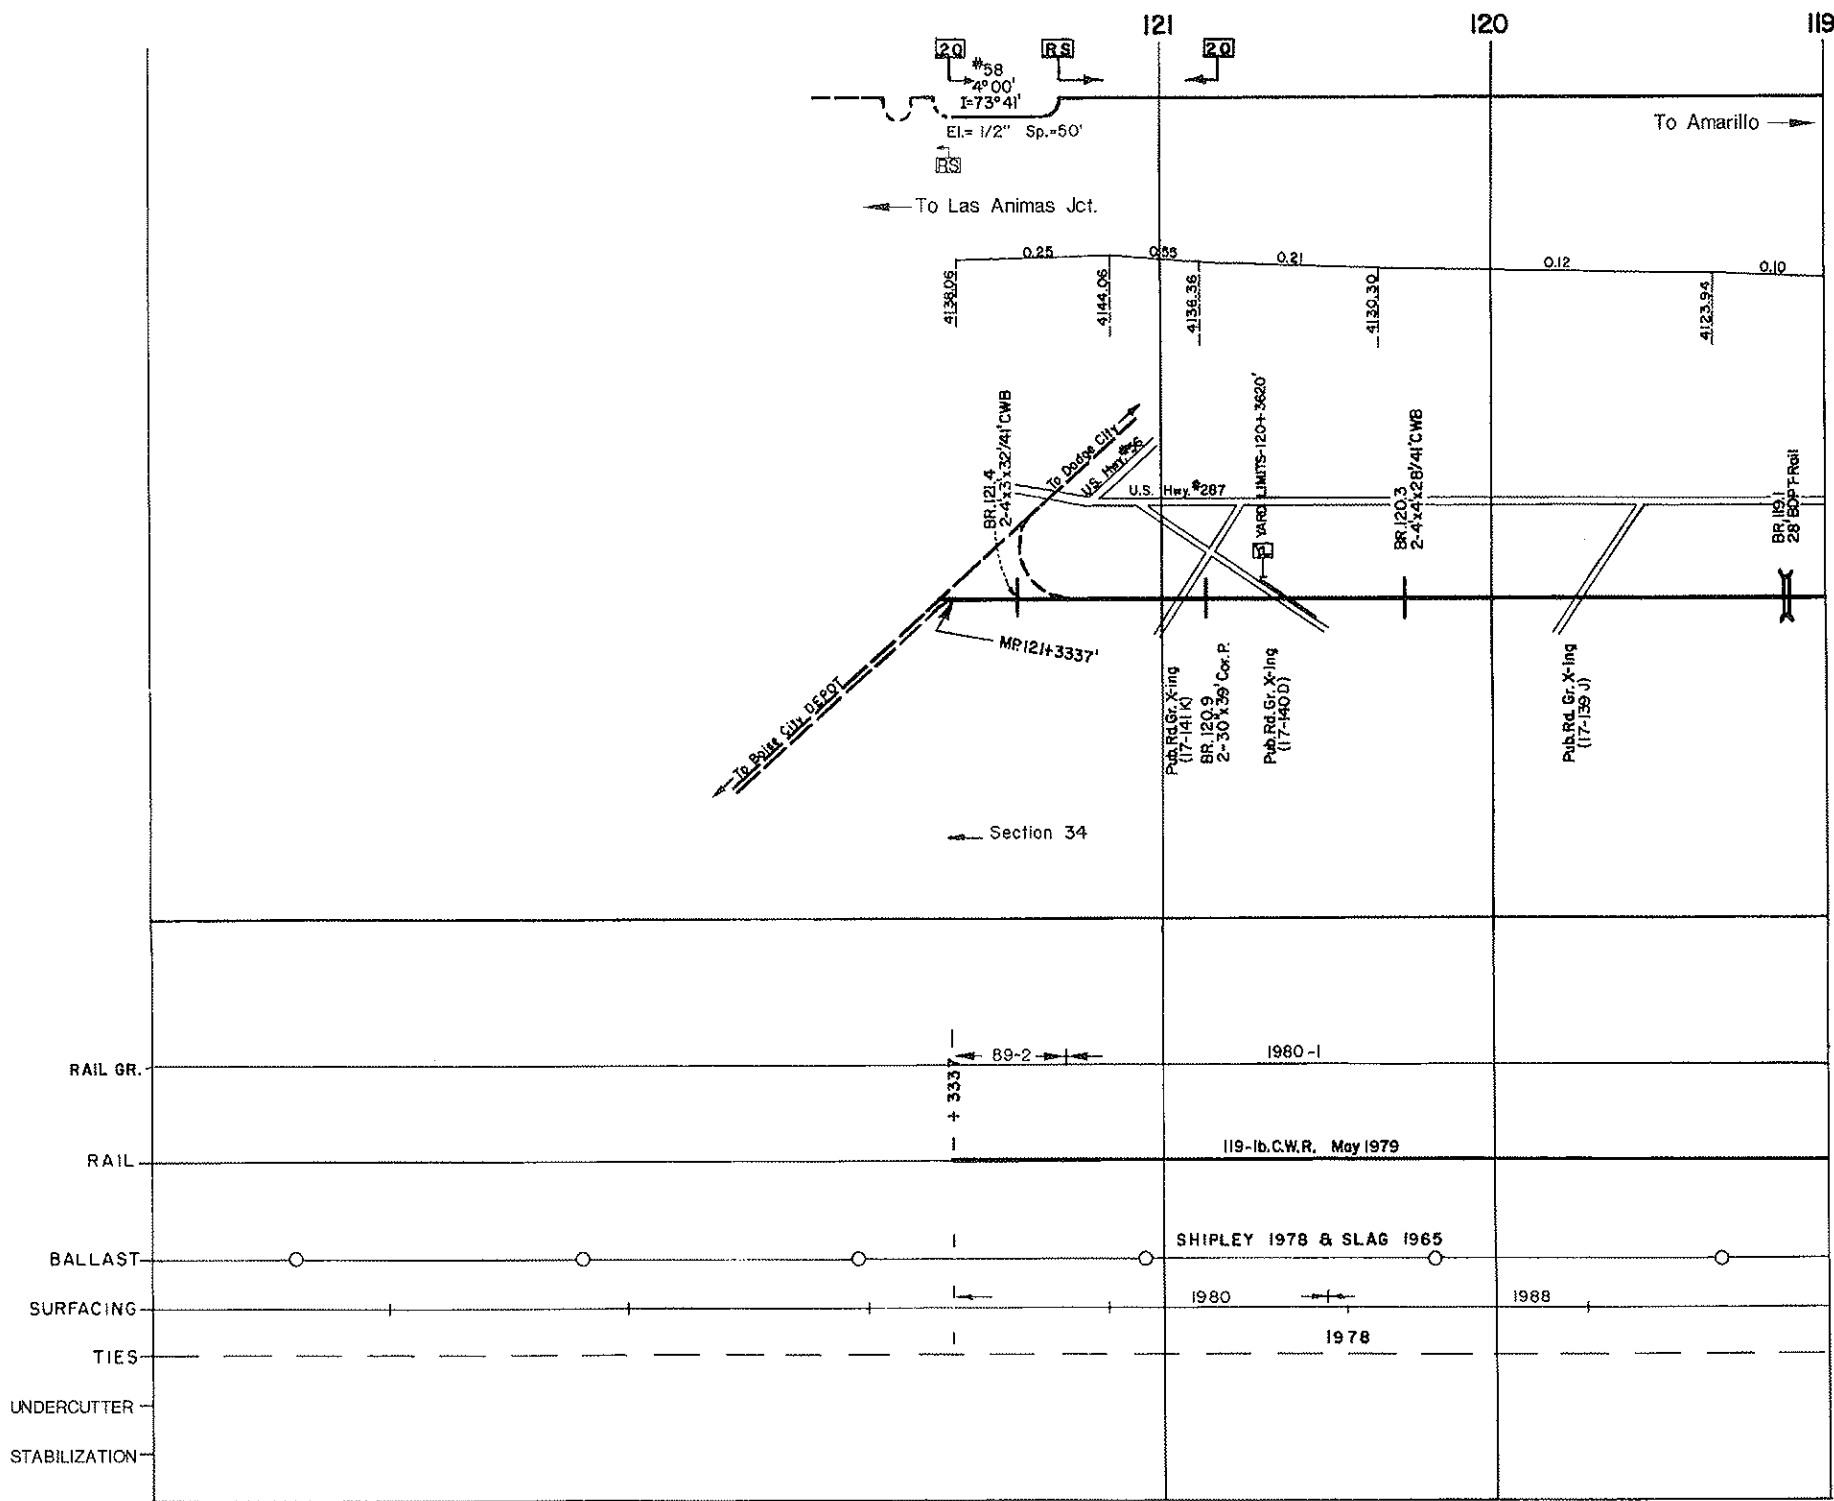 121
120
119
20
RS
20
#58
4°00'
I=73°41'
El.= 1/2" Sp.=50'
RS
To Amarillo
To Las Animas Jct.
0.25
0.55
0.21
0.12
0.10
4138.06
4144.06
4136.36
4130.30
4123.94
BR. 121.4
2-4'x3'x32'/41'CWB
To Dodge City
U.S. Hwy. #56
U.S. Hwy. #287
YARD LIMITS-120+3620'
BR. 120.3
2-4'x4'x28'/41'CWB
BR. 119.1
28' BDPT-Rail
MP.121+3337'
To Boise City DEPOT
Pub. Rd. Gr. X-ing
(17-141 K)
BR. 120.9
2-30"x39' Cor. P.
Pub. Rd. Gr. X-ing
(17-140 D)
Pub. Rd. Gr. X-ing
(17-139 J)
Section 34
RAIL GR.
89-2
1980-1
+ 3337
RAIL
119-lb. C.W.R. May 1979
BALLAST
SHIPLEY 1978 & SLAG 1965
SURFACING
1980
1988
TIES
1978
UNDERCUTTER
STABILIZATION